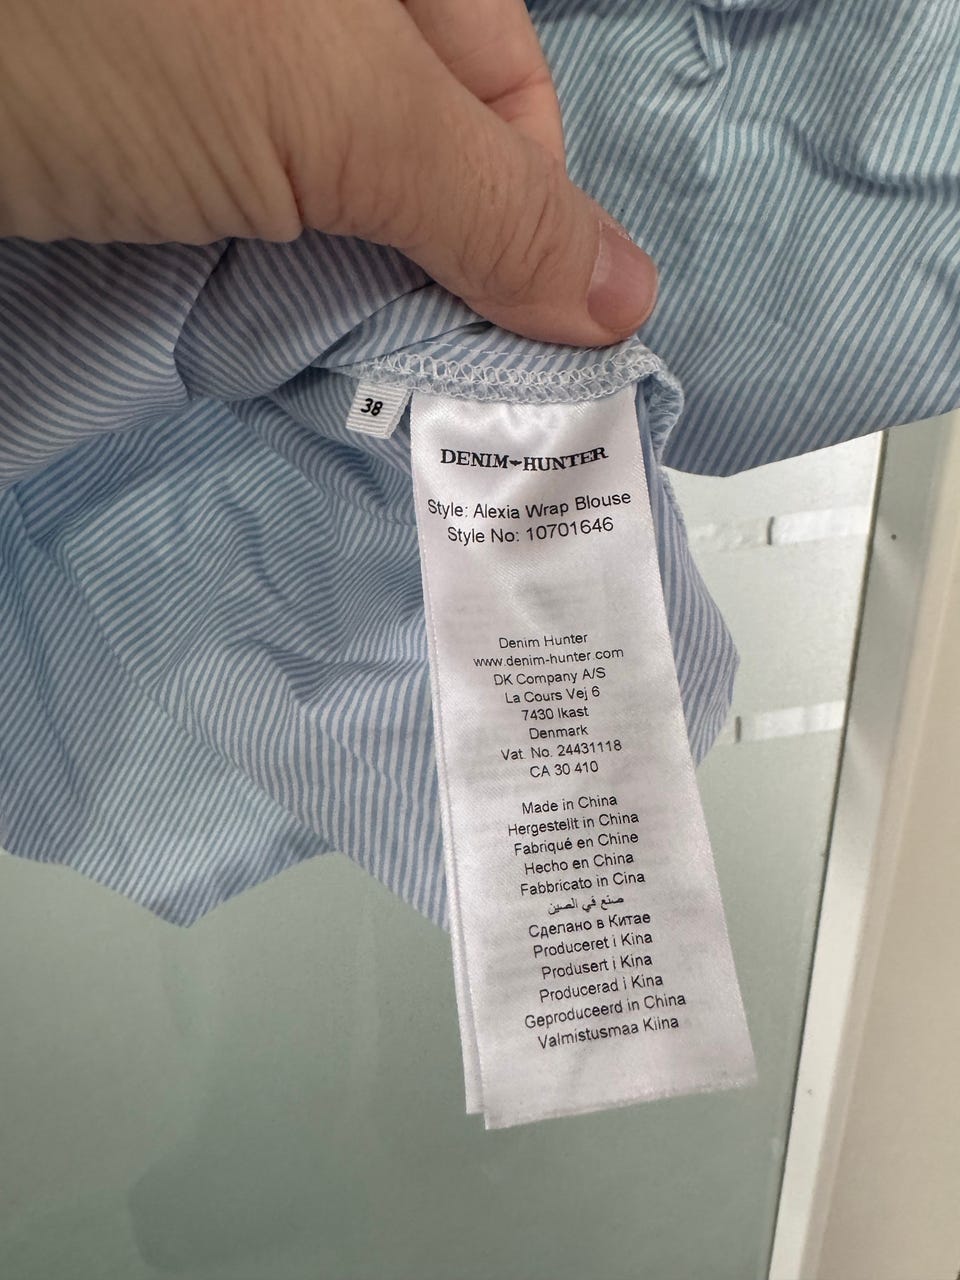 38
DENIM HUNTER
Style: Alexia Wrap Blouse
Style No: 10701646
Denim Hunter
www.denim-hunter.com
DK Company A/S
La Cours Vej 6
7430 Ikast
Denmark
Vat. No. 24431118
CA 30 410
Made in China
Hergestellt in China
Fabriqué en Chine
Hecho en China
Fabbricato in Cina
صنع في الصين
Сделано в Китае
Produceret i Kina
Produsert i Kina
Producerad i Kina
Geproduceerd in China
Valmistusmaa Kiina